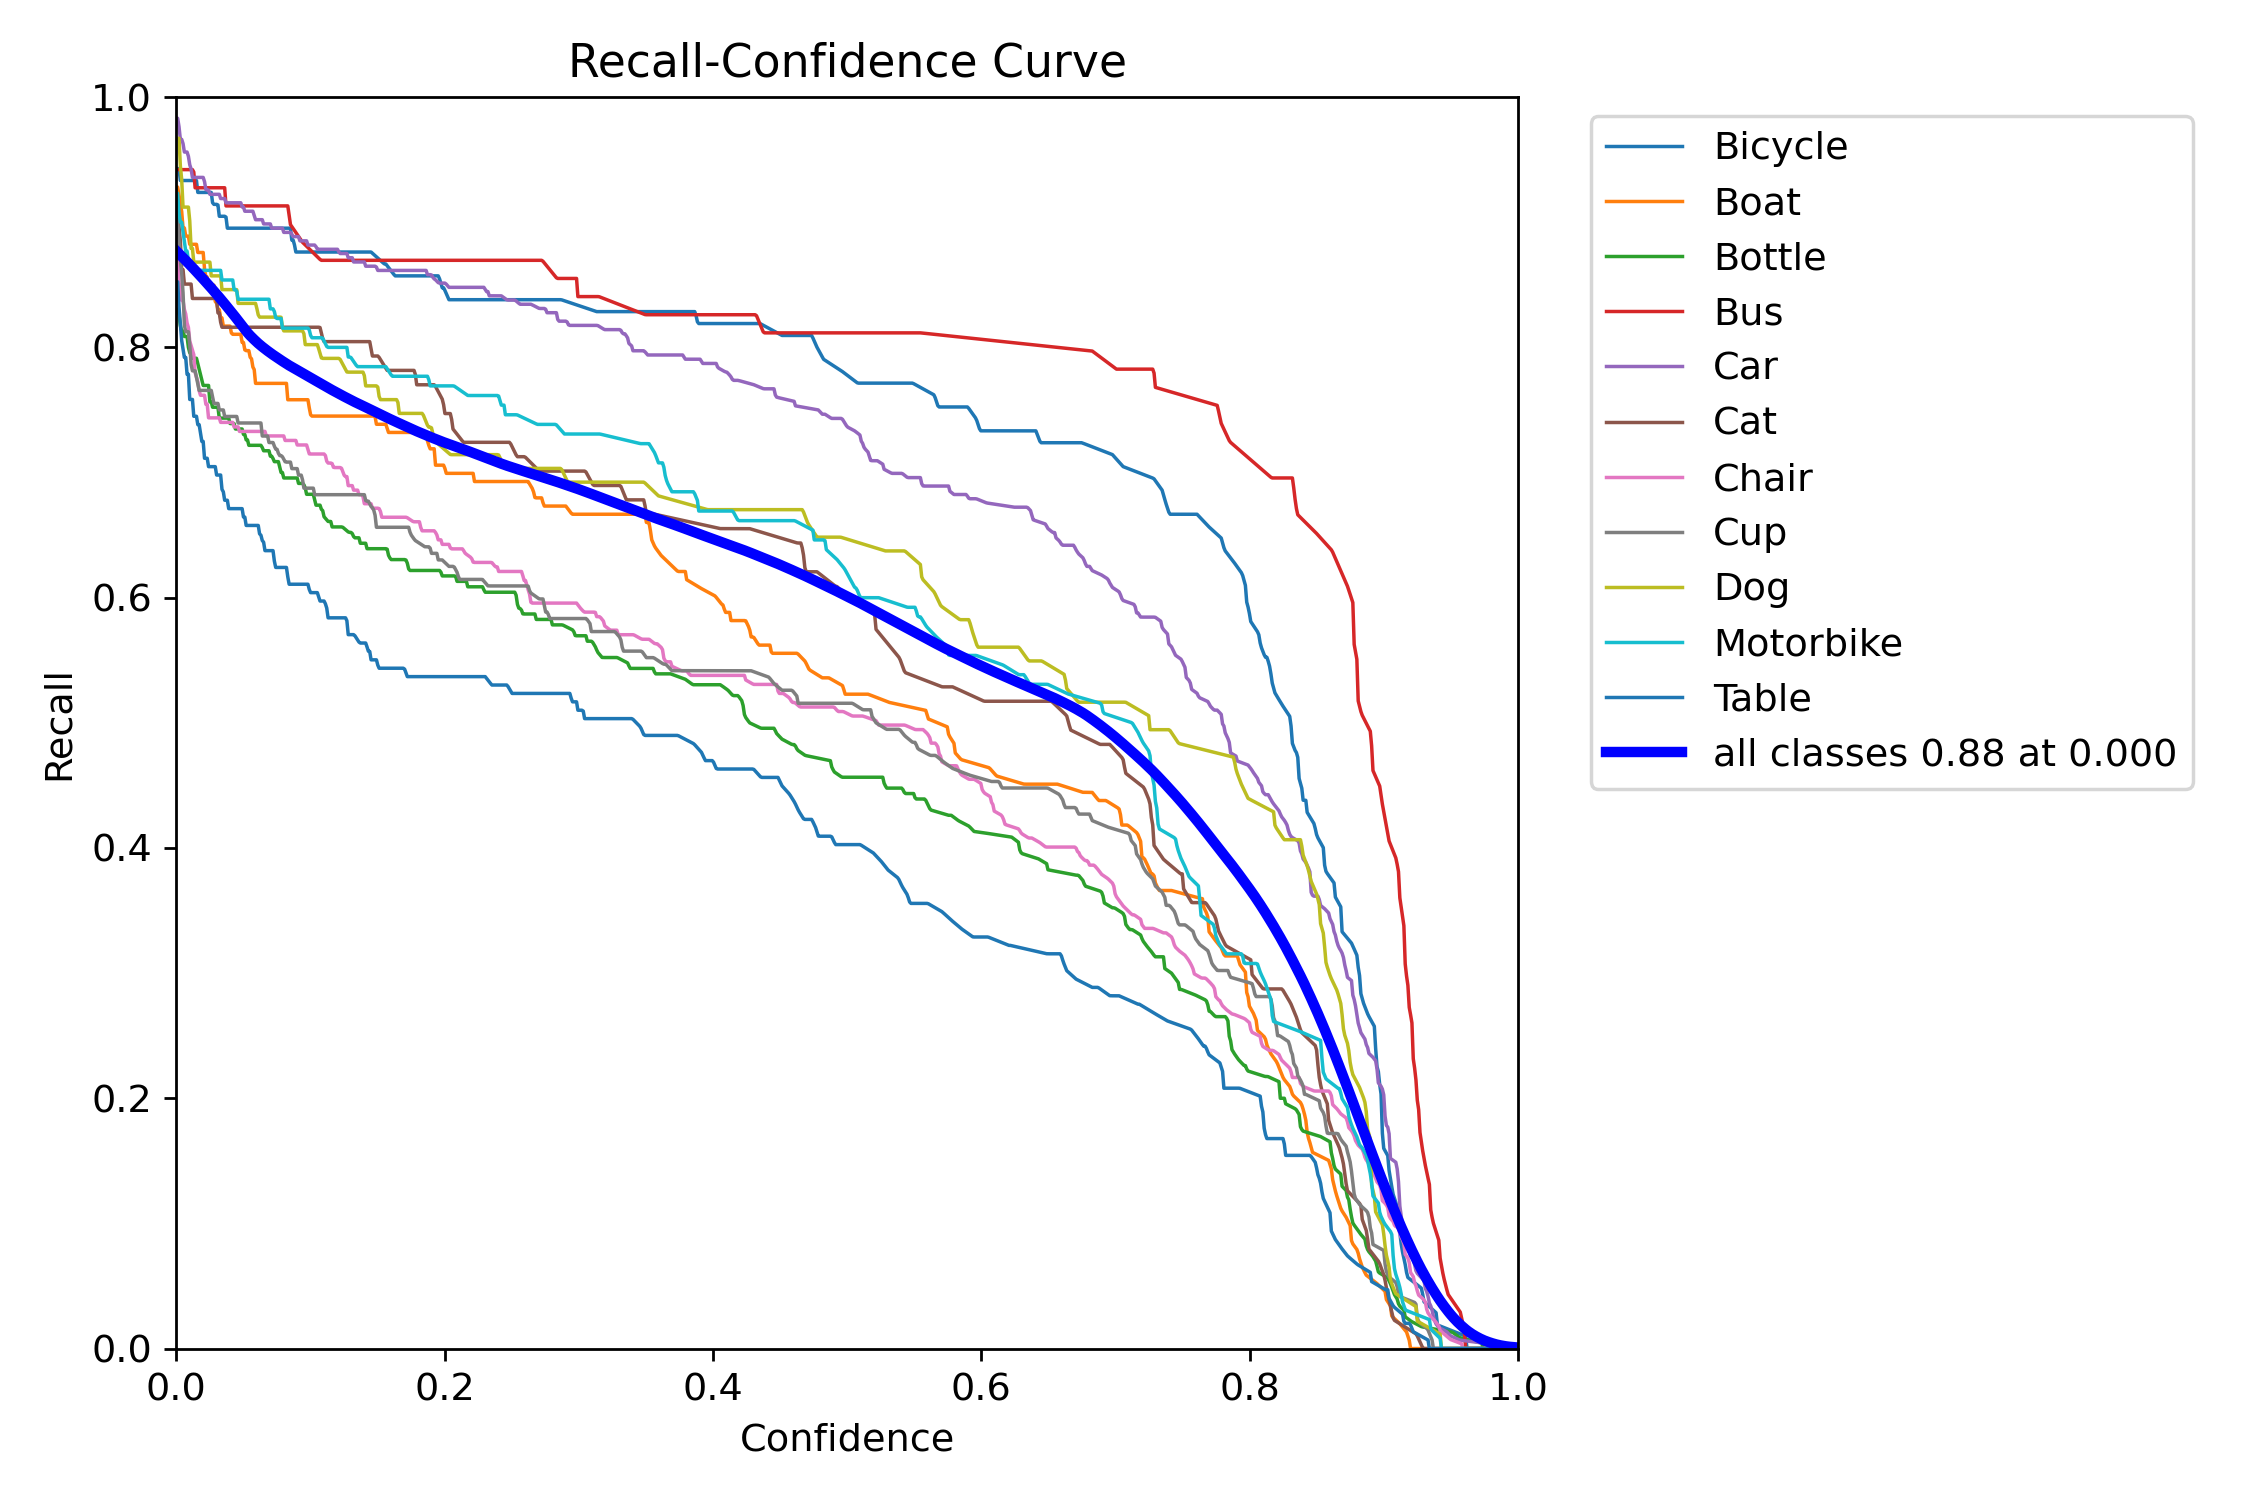 Recall-Confidence Curve
1.0
0.8
0.6
0.4
0.2
0.0
Recall
0.0 0.2 0.4 0.6 0.8 1.0
Confidence
Bicycle
Boat
Bottle
Bus
Car
Cat
Chair
Cup
Dog
Motorbike
Table
all classes 0.88 at 0.000